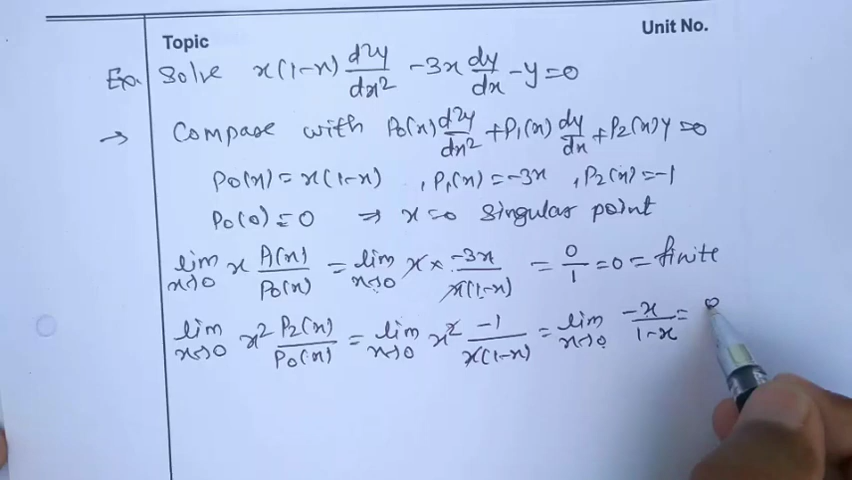 Topic
Unit No.
Ex. Solve x(1-x) d²y/dx² -3x dy/dx -y=0
→ Compare with P₀(x) d²y/dx² +P₁(x) dy/dx +P₂(x)y=0
P₀(x)=x(1-x) , P₁(x)=-3x , P₂(x)=-1
P₀(0)=0 ⇒ x=0 singular point
lim x→0 x P₁(x)/P₀(x) = lim x→0 x × -3x/x(1-x) = 0/1 =0 = finite
lim x→0 x² P₂(x)/P₀(x) = lim x→0 x² -1/x(1-x) = lim x→0 -x/1-x = 0